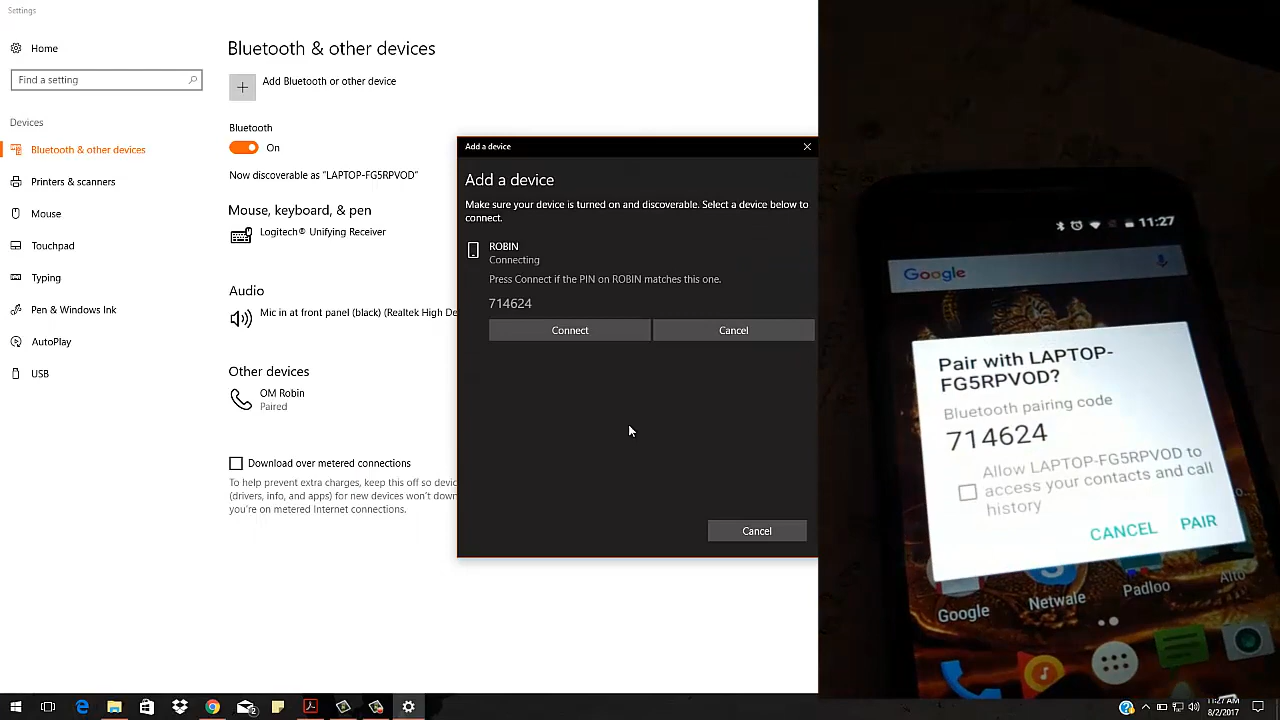 Settings
Home
Find a setting
Devices
Bluetooth & other devices
Printers & scanners
Mouse
Touchpad
Typing
Pen & Windows Ink
AutoPlay
USB
Bluetooth & other devices
Add Bluetooth or other device
Bluetooth
On
Now discoverable as “LAPTOP-FG5RPVOD”
Mouse, keyboard, & pen
Logitech® Unifying Receiver
Audio
Mic in at front panel (black) (Realtek High De
Other devices
OM Robin
Paired
Download over metered connections
To help prevent extra charges, keep this off so devic
(drivers, info, and apps) for new devices won't down
you're on metered Internet connections.
Add a device
Add a device
Make sure your device is turned on and discoverable. Select a device below to
connect.
ROBIN
Connecting
Press Connect if the PIN on ROBIN matches this one.
714624
Connect
Cancel
Cancel
11:27
Google
Pair with LAPTOP-
FG5RPVOD?
Bluetooth pairing code
714624
Allow LAPTOP-FG5RPVOD to
access your contacts and call
history
CANCEL
PAIR
Google
Netwale
Padloo
Alto
11:27 AM
8/2/2017